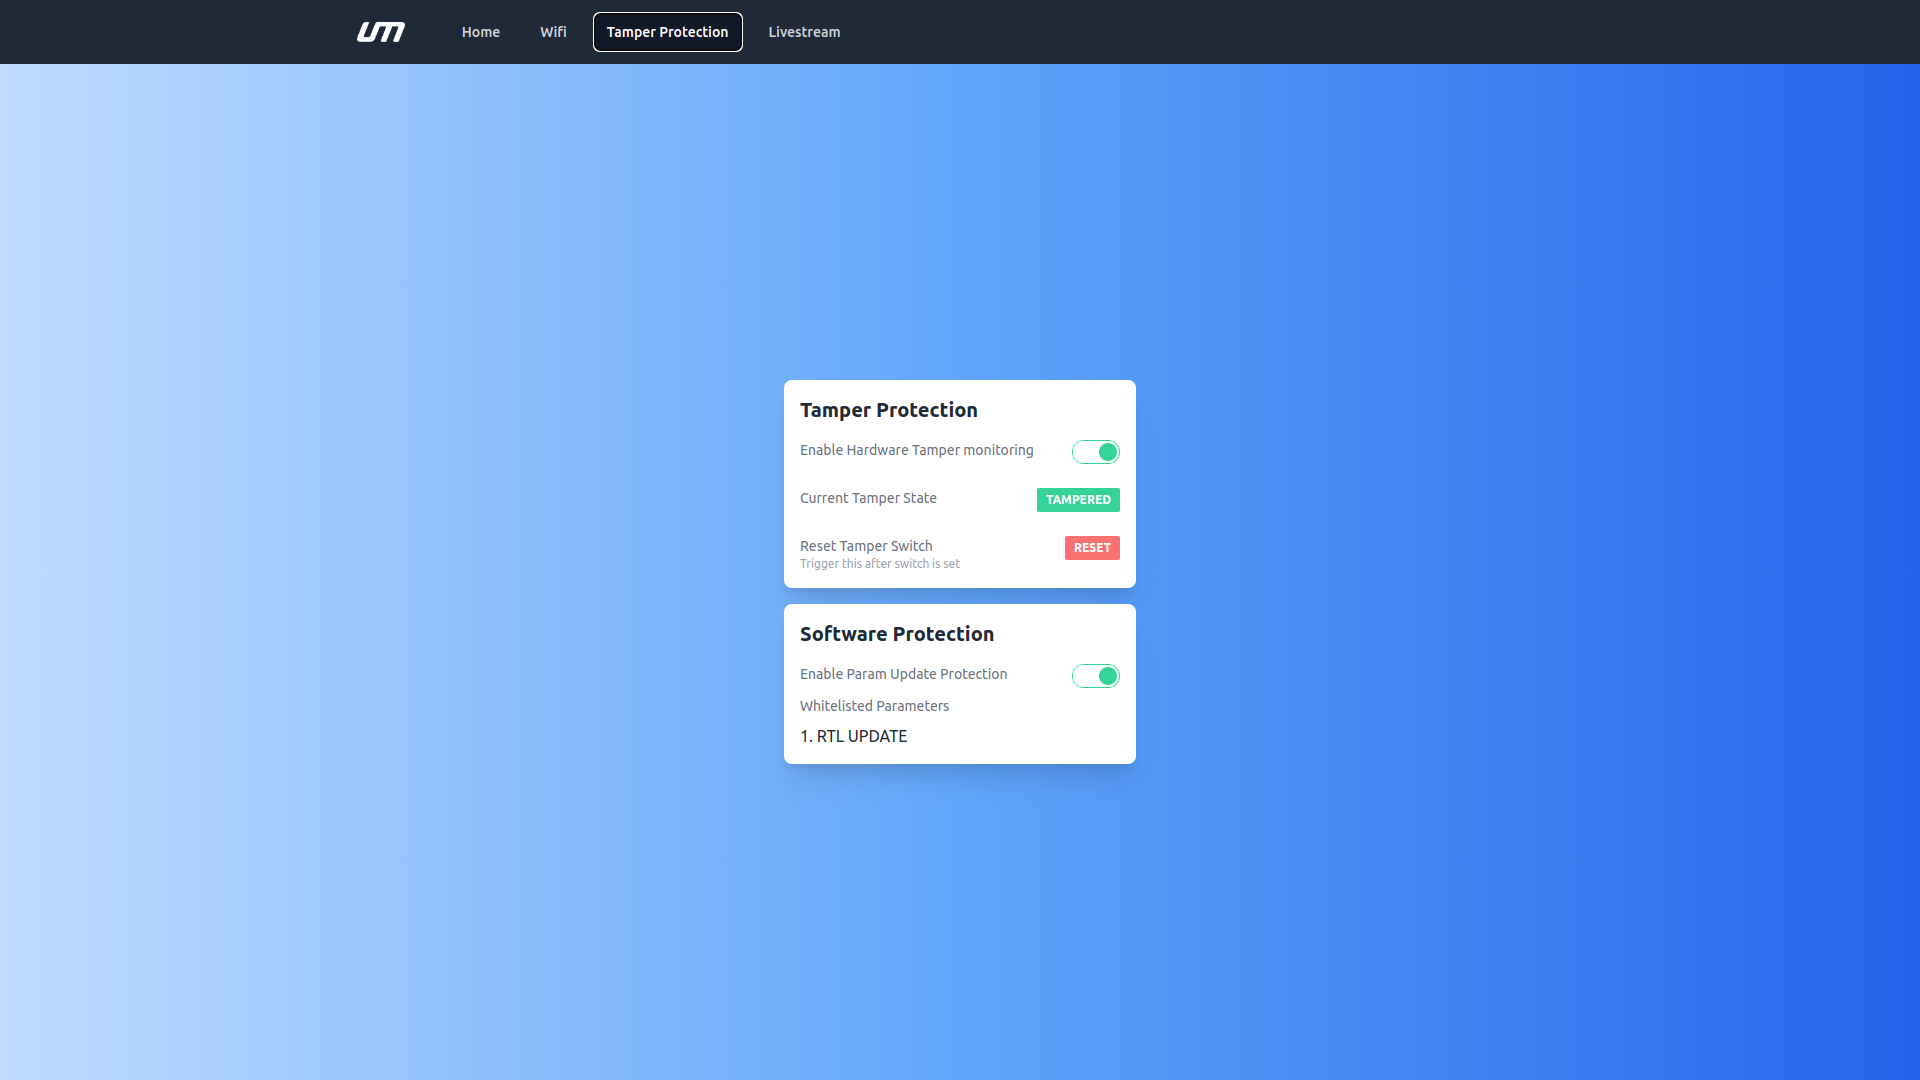 um
Home
Wifi
Tamper Protection
Livestream
Tamper Protection
Enable Hardware Tamper monitoring
Current Tamper State
TAMPERED
Reset Tamper Switch
RESET
Trigger this after switch is set
Software Protection
Enable Param Update Protection
Whitelisted Parameters
1. RTL UPDATE